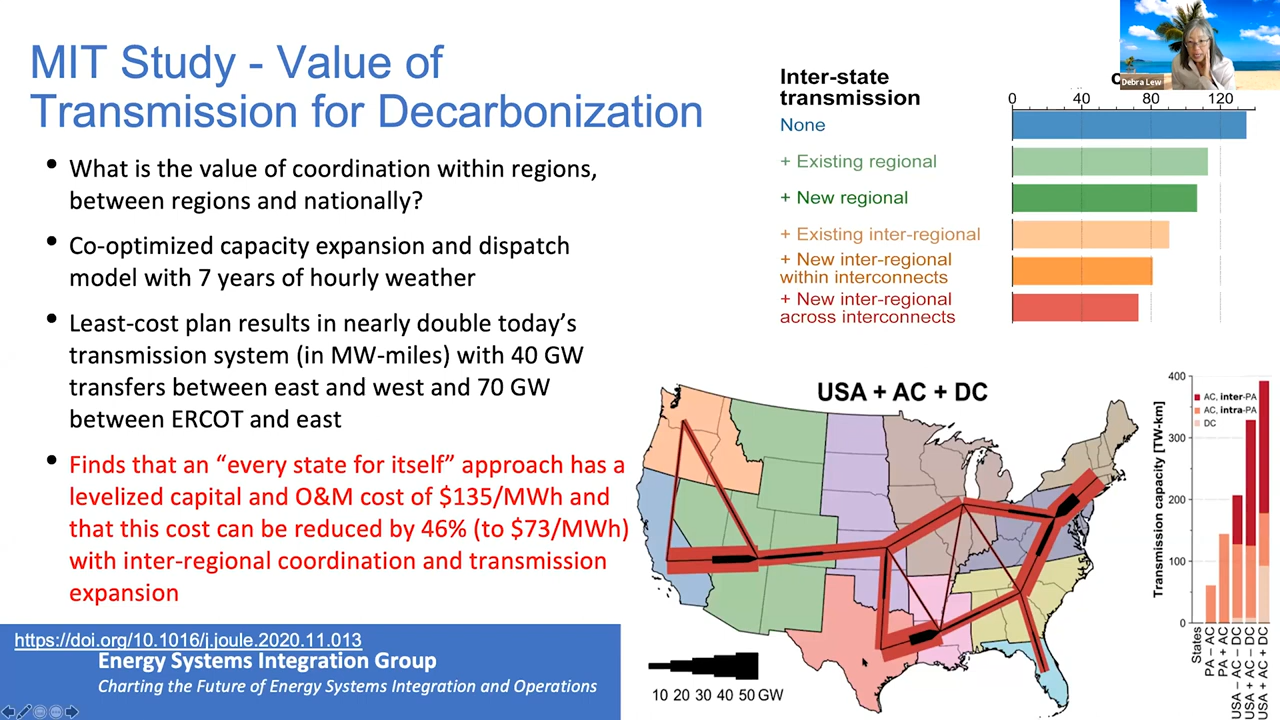 MIT Study - Value of
Transmission for Decarbonization
• What is the value of coordination within regions,
between regions and nationally?
• Co-optimized capacity expansion and dispatch
model with 7 years of hourly weather
• Least-cost plan results in nearly double today’s
transmission system (in MW-miles) with 40 GW
transfers between east and west and 70 GW
between ERCOT and east
• Finds that an “every state for itself” approach has a
levelized capital and O&M cost of $135/MWh and
that this cost can be reduced by 46% (to $73/MWh)
with inter-regional coordination and transmission
expansion
https://doi.org/10.1016/j.joule.2020.11.013
Energy Systems Integration Group
Charting the Future of Energy Systems Integration and Operations
Debra Lew
Inter-state
transmission
0 40 80 120
None
+ Existing regional
+ New regional
+ Existing inter-regional
+ New inter-regional
within interconnects
+ New inter-regional
across interconnects
USA + AC + DC
10 20 30 40 50 GW
Transmission capacity [TW-km]
400
300
200
100
0
AC, inter-PA
AC, intra-PA
DC
States
PA – AC
PA + AC
USA – AC – DC
USA + AC – DC
USA + AC + DC